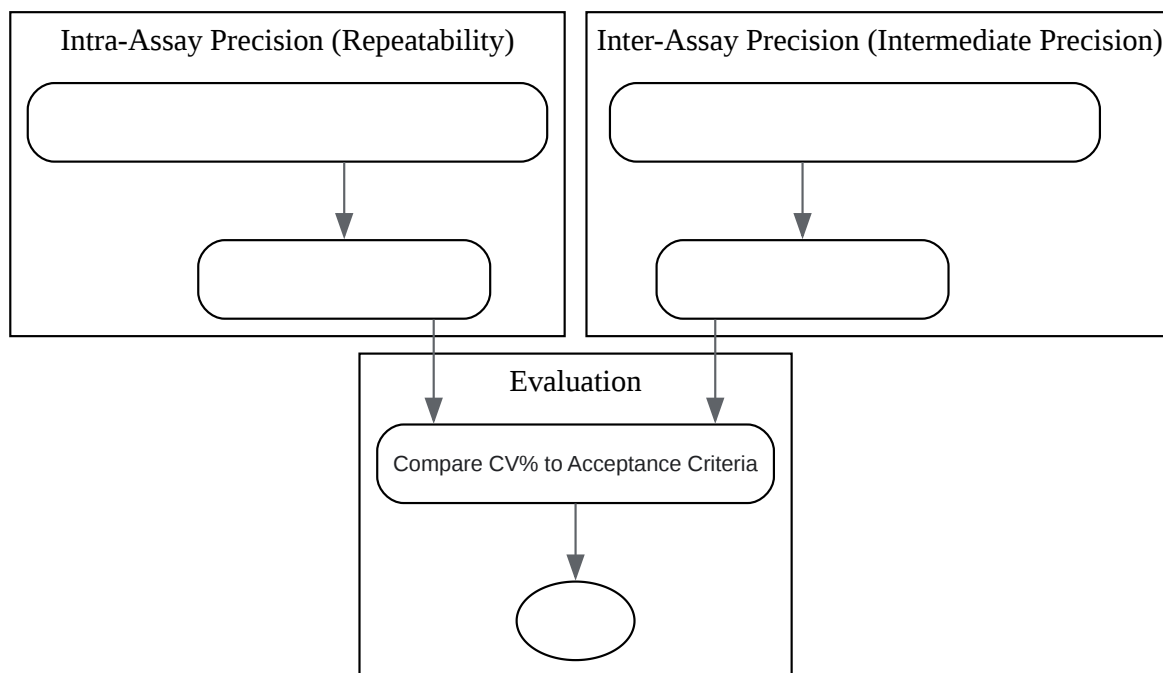 Intra-Assay Precision (Repeatability)
Inter-Assay Precision (Intermediate Precision)
Evaluation
Compare CV% to Acceptance Criteria